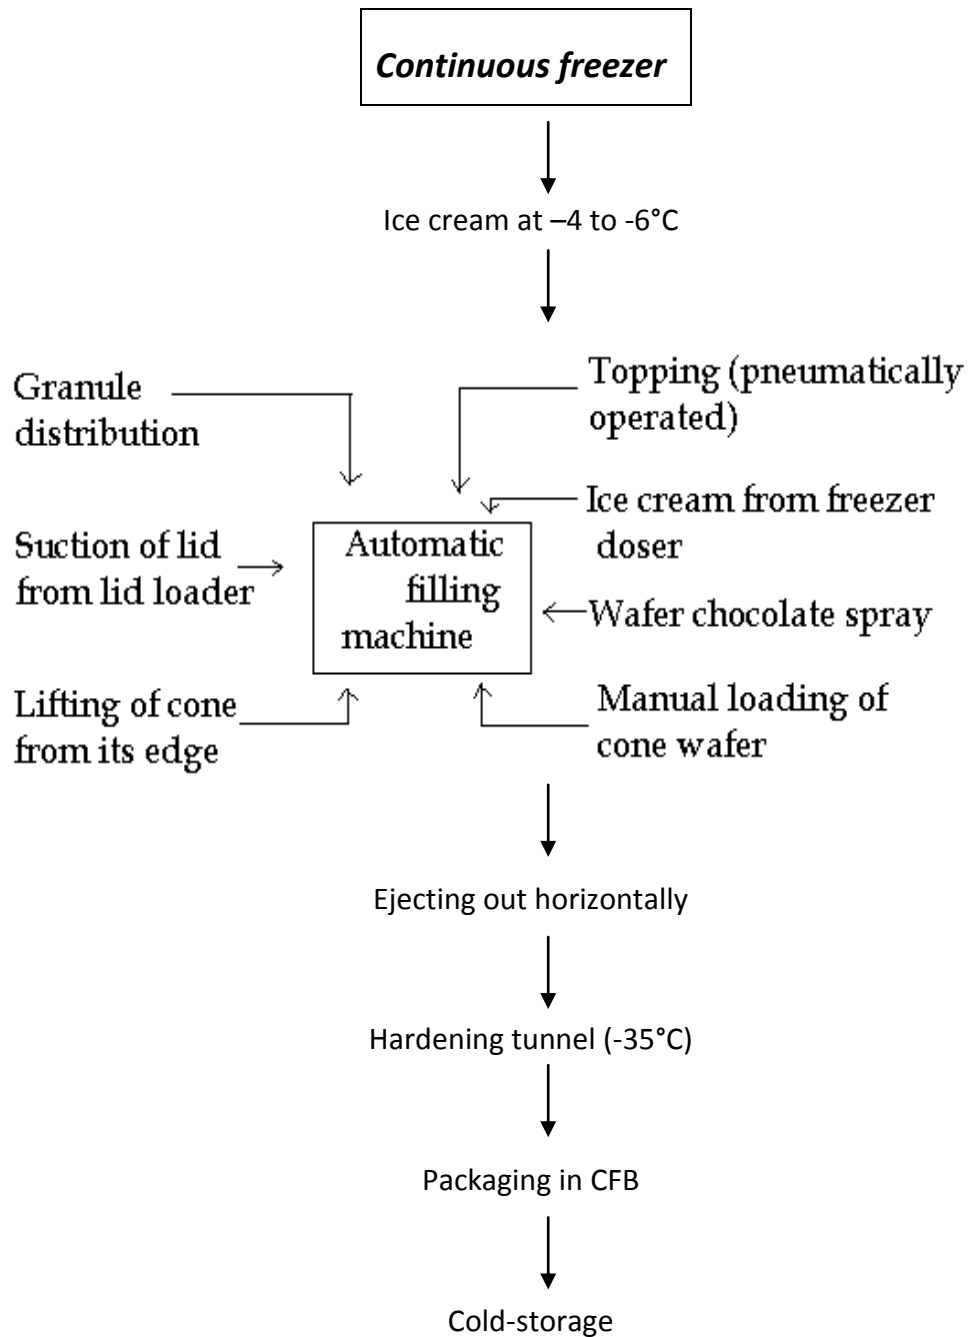 Continuous freezer
Ice cream at –4 to -6°C
Granule
distribution
Topping (pneumatically
operated)
Suction of lid
from lid loader
Automatic
filling
machine
Ice cream from freezer
doser
Wafer chocolate spray
Lifting of cone
from its edge
Manual loading of
cone wafer
Ejecting out horizontally
Hardening tunnel (-35°C)
Packaging in CFB
Cold-storage